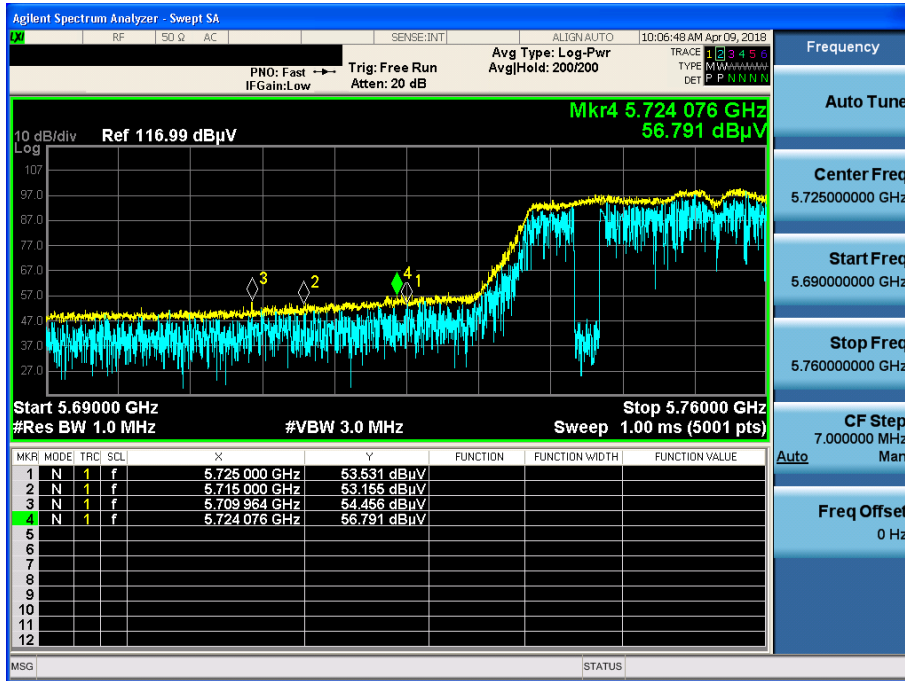 Agilent Spectrum Analyzer - Swept SA
LXI RF 50 Ω AC SENSE:INT ALIGN AUTO 10:06:48 AM Apr 09, 2018
PNO: Fast Trig: Free Run Avg Type: Log-Pwr TRACE 1 2 3 4 5 6
IFGain:Low Atten: 20 dB Avg|Hold: 200/200 TYPE M W
DET P P N N N N
Mkr4 5.724 076 GHz
56.791 dBµV
10 dB/div Ref 116.99 dBµV
Log
107
97.0
87.0
77.0
67.0
57.0
47.0
37.0
27.0
3 2 4 1
Start 5.69000 GHz Stop 5.76000 GHz
#Res BW 1.0 MHz #VBW 3.0 MHz Sweep 1.00 ms (5001 pts)
MKR MODE TRC SCL X Y FUNCTION FUNCTION WIDTH FUNCTION VALUE
1 N 1 f 5.725 000 GHz 53.531 dBµV
2 N 1 f 5.715 000 GHz 53.155 dBµV
3 N 1 f 5.709 964 GHz 54.456 dBµV
4 N 1 f 5.724 076 GHz 56.791 dBµV
5
6
7
8
9
10
11
12
MSG STATUS
Frequency
Auto Tune
Center Freq
5.725000000 GHz
Start Freq
5.690000000 GHz
Stop Freq
5.760000000 GHz
CF Step
7.000000 MHz
Auto Man
Freq Offset
0 Hz